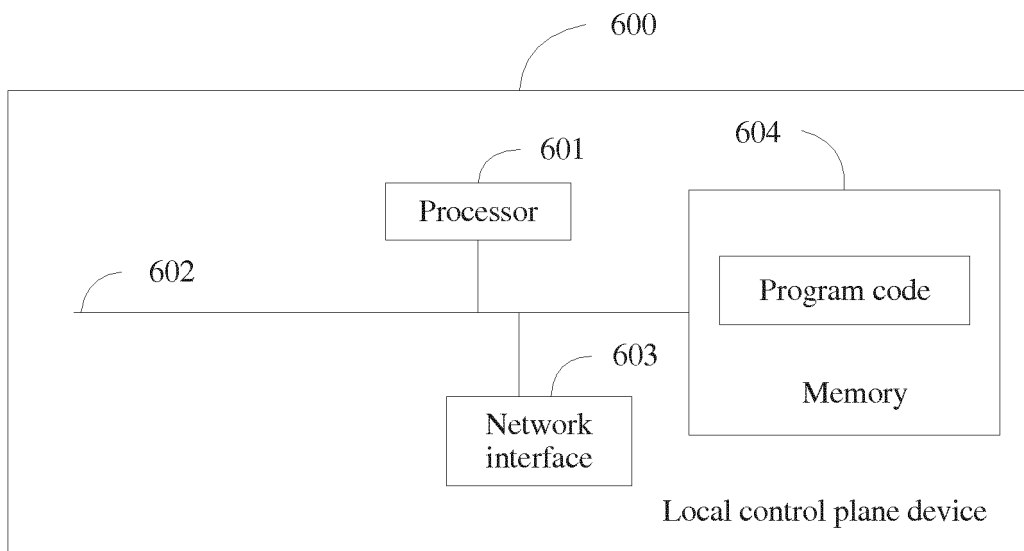 600
601
604
Processor
602
Program code
603
Memory
Network
interface
Local control plane device